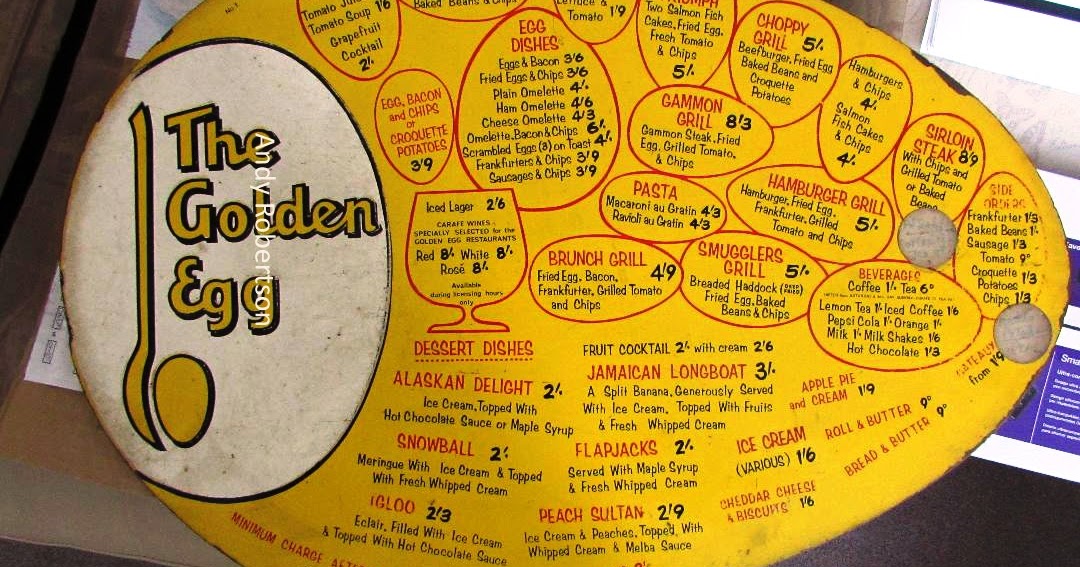 No. 1
Tomato Juice
Tomato Soup 1'6
Grapefruit
Cocktail
2/-
Baked Beans & Chips
Lettuce &
Tomato 1'9
Two Salmon Fish
Cakes, Fried Egg,
Fresh Tomato
& Chips
5/-
CHOPPY
GRILL 5/-
Beefburger, Fried Egg
Baked Beans and
Croquette
Potatoes
Hamburgers
& Chips
4/-
Salmon
Fish Cakes
& Chips
4/-
EGG
DISHES
Eggs & Bacon 3'6
Fried Eggs & Chips 3'6
Plain Omelette 4/-
Ham Omelette 4/6
Cheese Omelette 4/3
Omelette, Bacon & Chips 6/-
Scrambled Eggs (3) on Toast 4/-
Frankfurters & Chips 3'9
Sausages & Chips 3'9
EGG, BACON
and CHIPS
or
CROQUETTE
POTATOES
3'9
GAMMON
GRILL 8'3
Gammon Steak, Fried
Egg, Grilled Tomato,
& Chips
SIRLOIN
STEAK 8'9
With Chips and
Grilled Tomato
or Baked
Beans
The
Golden
Egg
Andy Robertson
Iced Lager 2'6
CARAFE WINES -
SPECIALLY SELECTED for the
GOLDEN EGG RESTAURANTS
Red 8/- White 8/-
Rosé 8/-
Available
during licensing hours
only
PASTA
Macaroni au Gratin 4'3
Ravioli au Gratin 4'3
HAMBURGER GRILL
Hamburger, Fried Egg,
Frankfurter, Grilled
Tomato and Chips 5/-
SIDE
ORDERS
Frankfurter 1'3
Baked Beans 1/-
Sausage 1'3
Tomato 9ᴰ
Croquette
Potatoes 1'3
Chips 1'3
BRUNCH GRILL
Fried Egg, Bacon,
Frankfurter, Grilled Tomato
and Chips
4'9
SMUGGLERS
GRILL 5/-
Breaded Haddock
Fried Egg, Baked
Beans & Chips
BEVERAGES
Coffee 1/- Tea 6ᴰ
Lemon Tea 1/- Iced Coffee 1'6
Pepsi Cola 1/- Orange 1/-
Milk 1/- Milk Shakes 1'6
Hot Chocolate 1'3
GATEAUX
from 1'9
DESSERT DISHES
FRUIT COCKTAIL 2/- with cream 2'6
ALASKAN DELIGHT 2/-
Ice Cream, Topped With
Hot Chocolate Sauce or Maple Syrup
JAMAICAN LONGBOAT 3/-
A Split Banana, Generously Served
With Ice Cream, Topped With Fruits
& Fresh Whipped Cream
APPLE PIE
and CREAM 1'9
ROLL & BUTTER 9ᴰ
BREAD & BUTTER 9ᴰ
SNOWBALL 2/-
Meringue With Ice Cream & Topped
With Fresh Whipped Cream
FLAPJACKS 2/-
Served With Maple Syrup
& Fresh Whipped Cream
ICE CREAM
(VARIOUS) 1'6
CHEDDAR CHEESE
& BISCUITS 1'6
IGLOO 2'3
Eclair, Filled With Ice Cream
& Topped With Hot Chocolate Sauce
PEACH SULTAN 2'9
Ice Cream & Peaches, Topped With
Whipped Cream & Melba Sauce
MINIMUM CHARGE AFTER